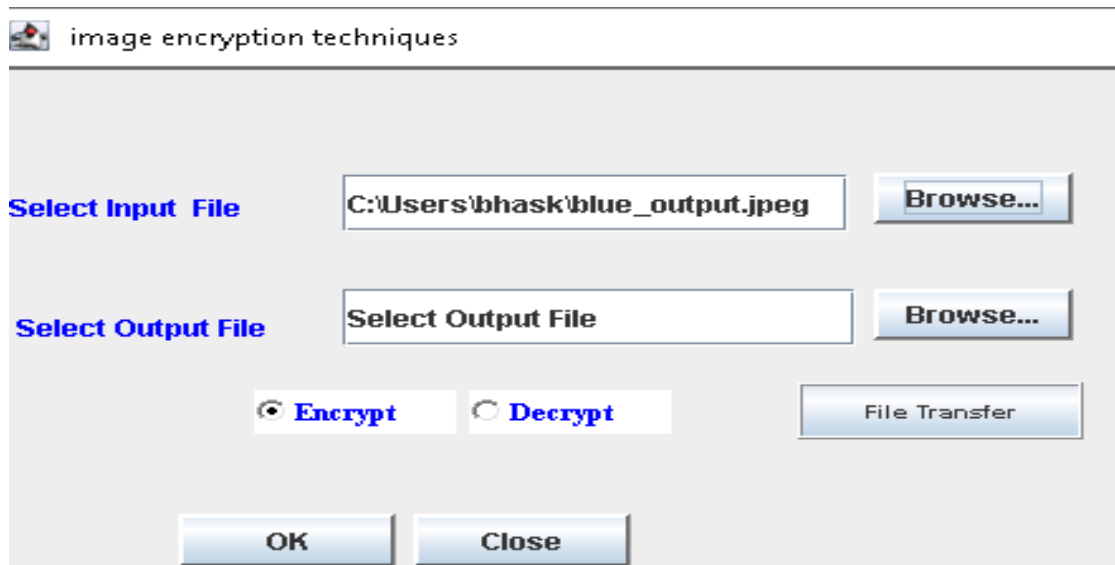 image encryption techniques
Select Input File C:\Users\bhask\blue_output.jpeg Browse...
Select Output File Select Output File Browse...
Encrypt Decrypt File Transfer
OK Close